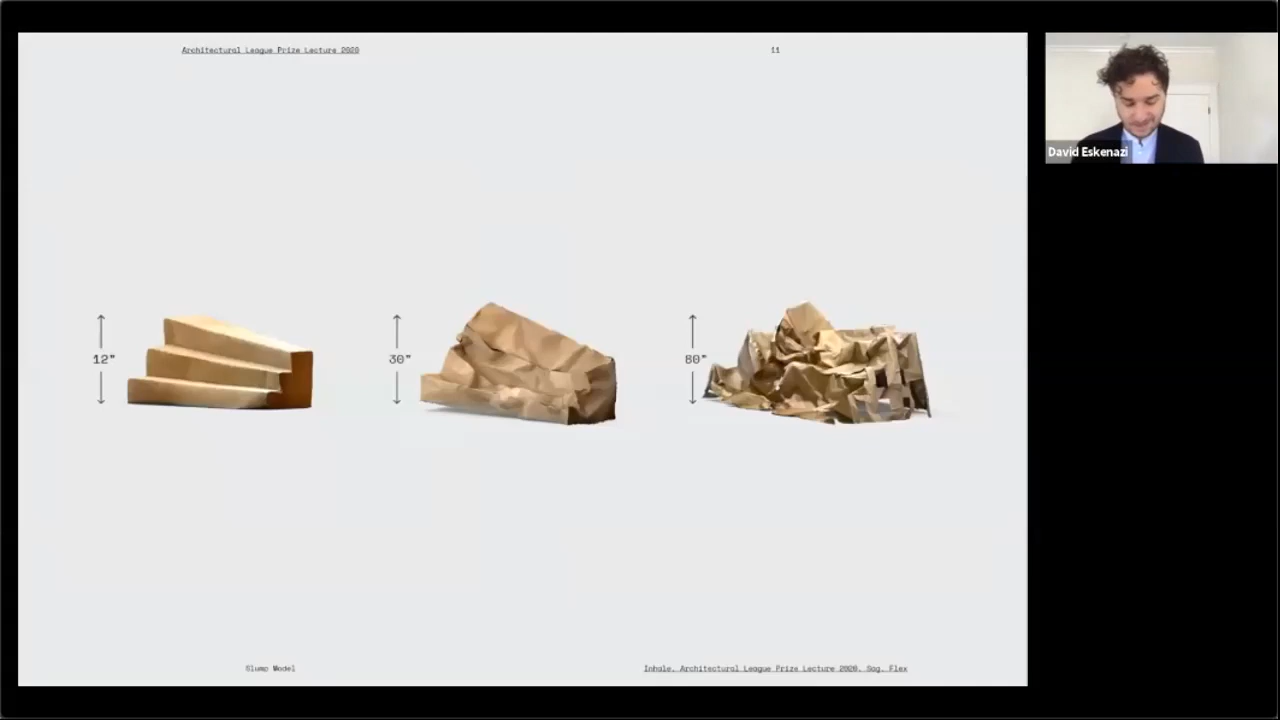 Architectural League Prize Lecture 2020
11
David Eskenazi
12"
30"
80"
Slump Model
Inhale, Architectural League Prize Lecture 2020, Sag, Flex